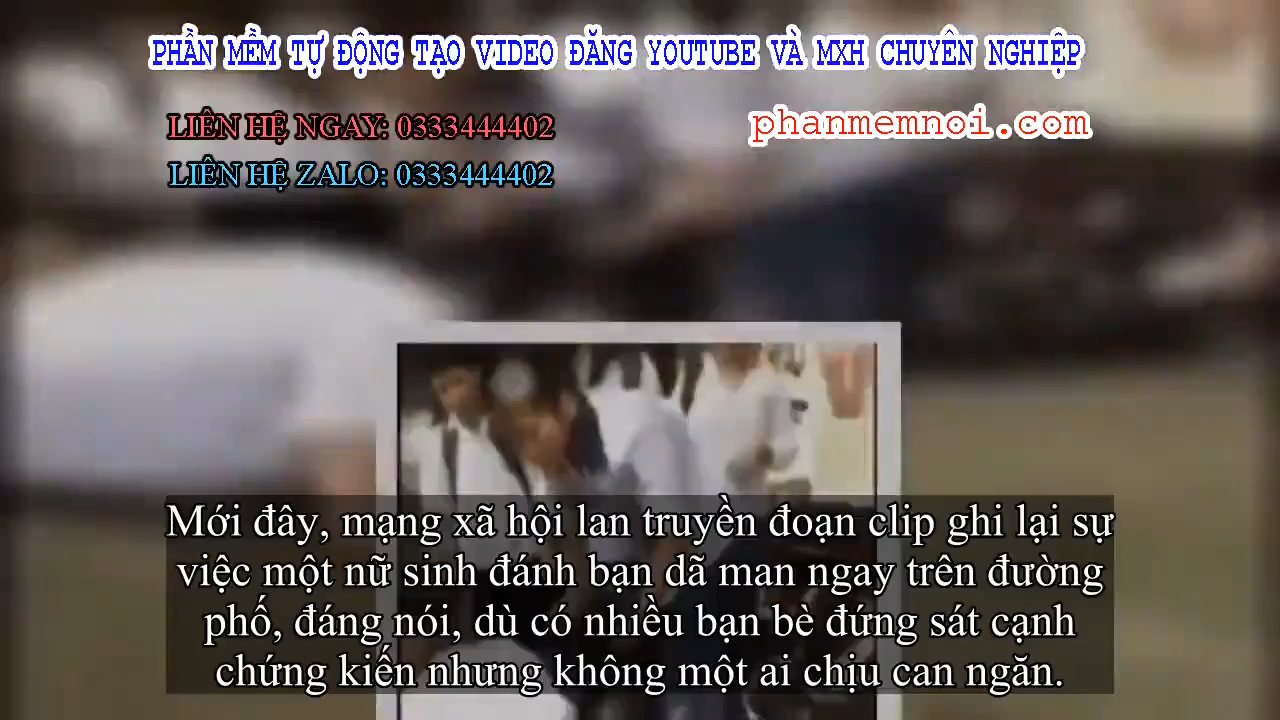 PHẦN MỀM TỰ ĐỘNG TẠO VIDEO ĐĂNG YOUTUBE VÀ MXH CHUYÊN NGHIỆP
LIÊN HỆ NGAY: 0333444402
phanmemnoi.com
LIÊN HỆ ZALO: 0333444402
Mới đây, mạng xã hội lan truyền đoạn clip ghi lại sự
việc một nữ sinh đánh bạn dã man ngay trên đường
phố, đáng nói, dù có nhiều bạn bè đứng sát cạnh
chứng kiến nhưng không một ai chịu can ngăn.